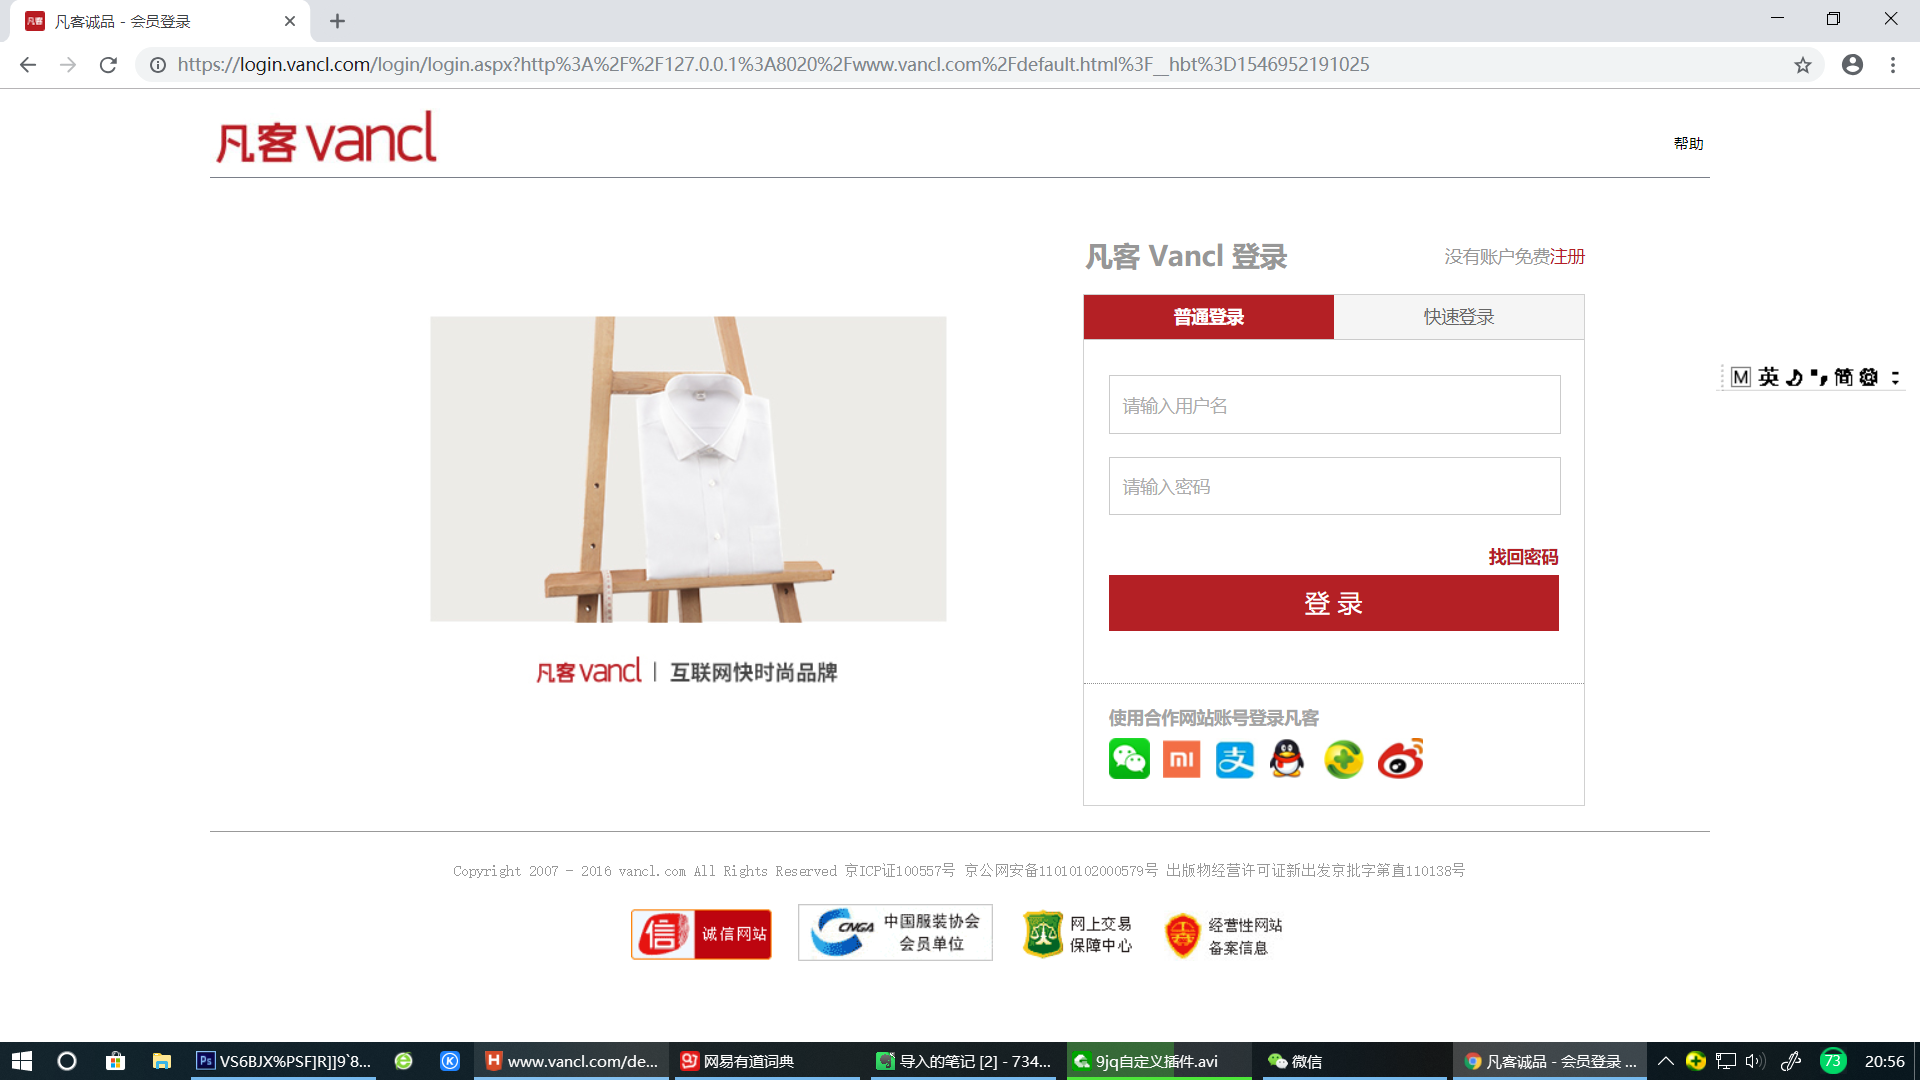 凡客诚品 - 会员登录
https://login.vancl.com/login/login.aspx?http%3A%2F%2F127.0.0.1%3A8020%2Fwww.vancl.com%2Fdefault.html%3F__hbt%3D1546952191025
凡客 vancl
帮助
凡客 Vancl 登录
没有账户免费注册
普通登录
快速登录
M 英 简
请输入用户名
请输入密码
找回密码
登 录
凡客 vancl | 互联网快时尚品牌
使用合作网站账号登录凡客
mi 支
Copyright 2007 - 2016 vancl.com All Rights Reserved 京ICP证100557号 京公网安备11010102000579号 出版物经营许可证新出发京批字第直110138号
信 诚信网站
CNGA 中国服装协会
会员单位
网上交易
保障中心
经营性网站
备案信息
Ps VS6BJX%PSF]R]]9`8...
H www.vancl.com/de...
网易有道词典
导入的笔记 [2] - 734...
9jq自定义插件.avi
微信
凡客诚品 - 会员登录 ...
73
20:56